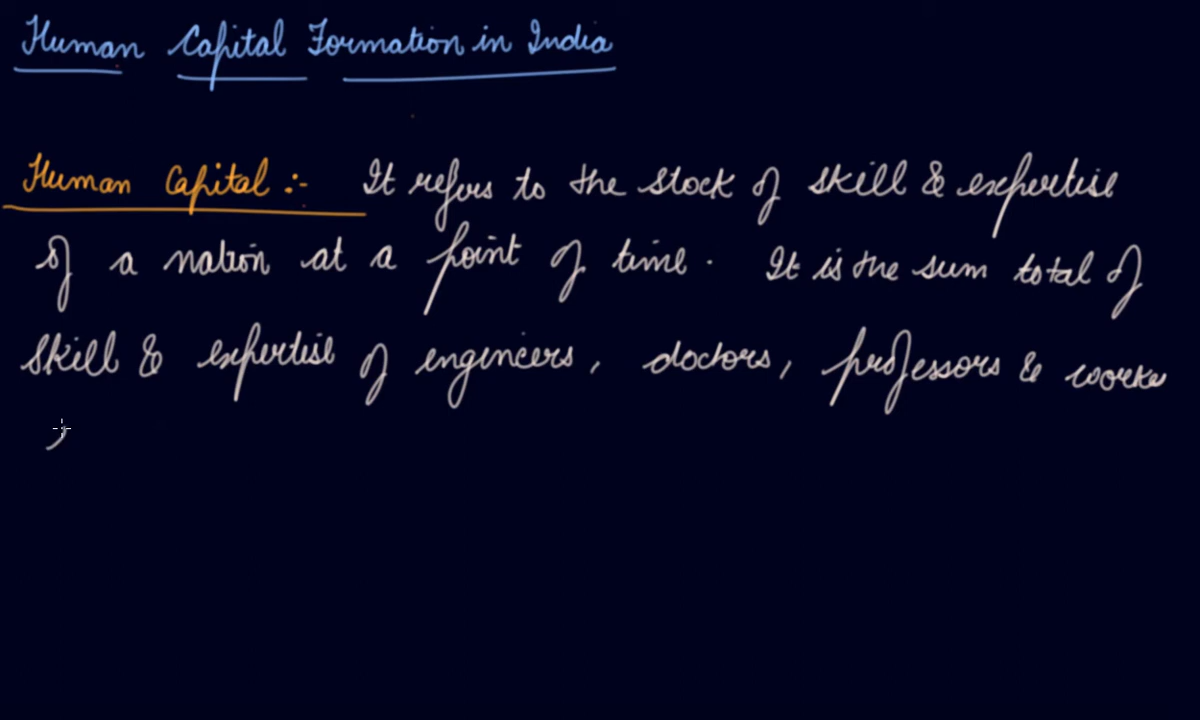 Human Capital Formation in India
Human Capital :- It refers to the stock of skill & expertise
of a nation at a point of time. It is the sum total of
skill & expertise of engineers, doctors, professors & worke